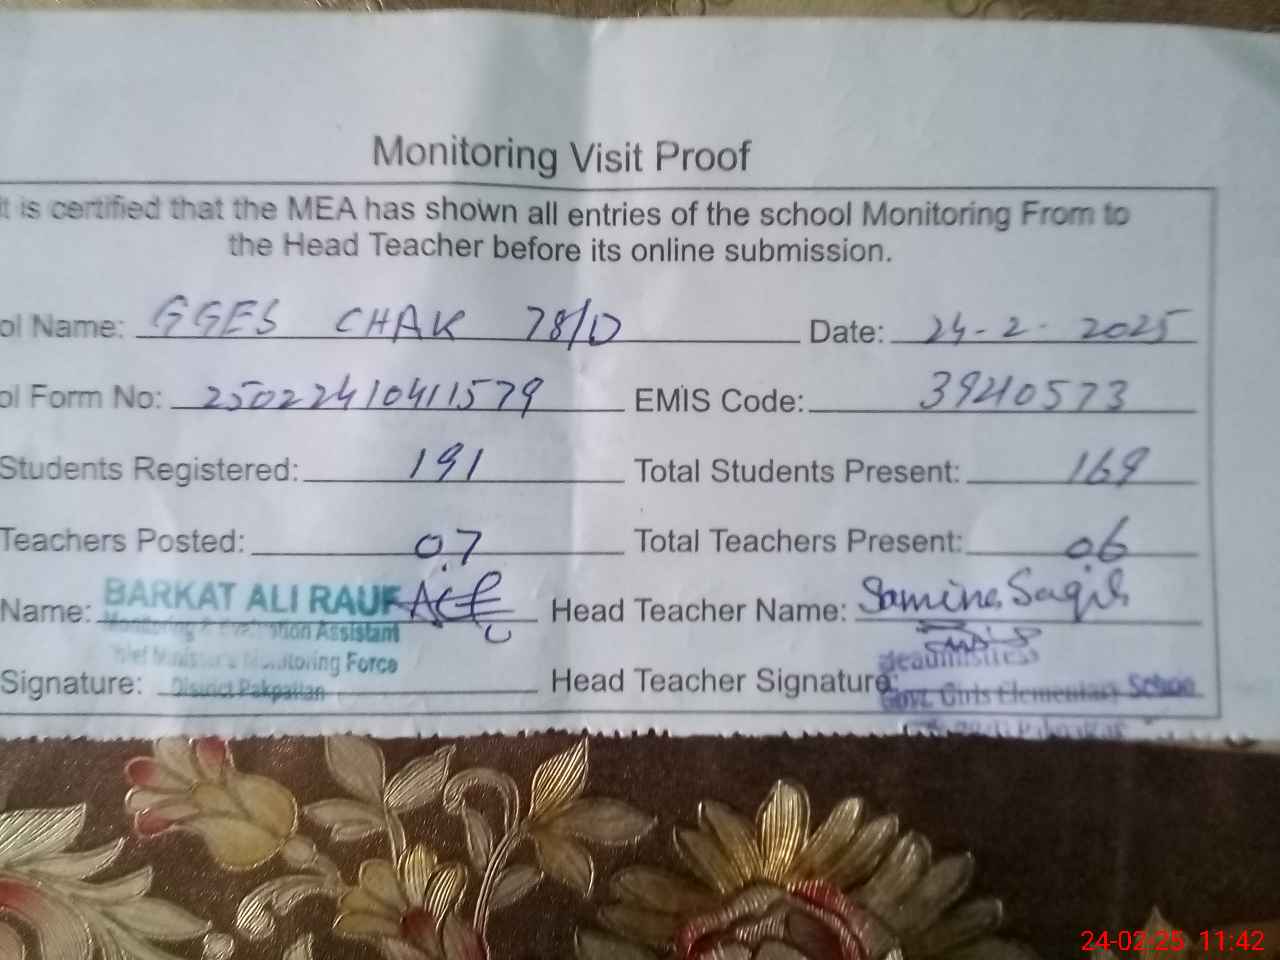 Monitoring Visit Proof
it is certified that the MEA has shown all entries of the school Monitoring From to
the Head Teacher before its online submission.
ol Name: GGES CHAK 78/D Date: 24-2-2025
ol Form No: 25022410411579 EMIS Code: 39210573
Students Registered: 191 Total Students Present: 169
Teachers Posted: 07 Total Teachers Present: 06
Name: BARKAT ALI RAUF Head Teacher Name: Samina
Monitoring & Evaluation Assistant
Chief Minister's Monitoring Force
Signature: District Pakpattan Head Teacher Signature:
Headmistress
Govt. Girls Elementary School
24-02-25 11:42